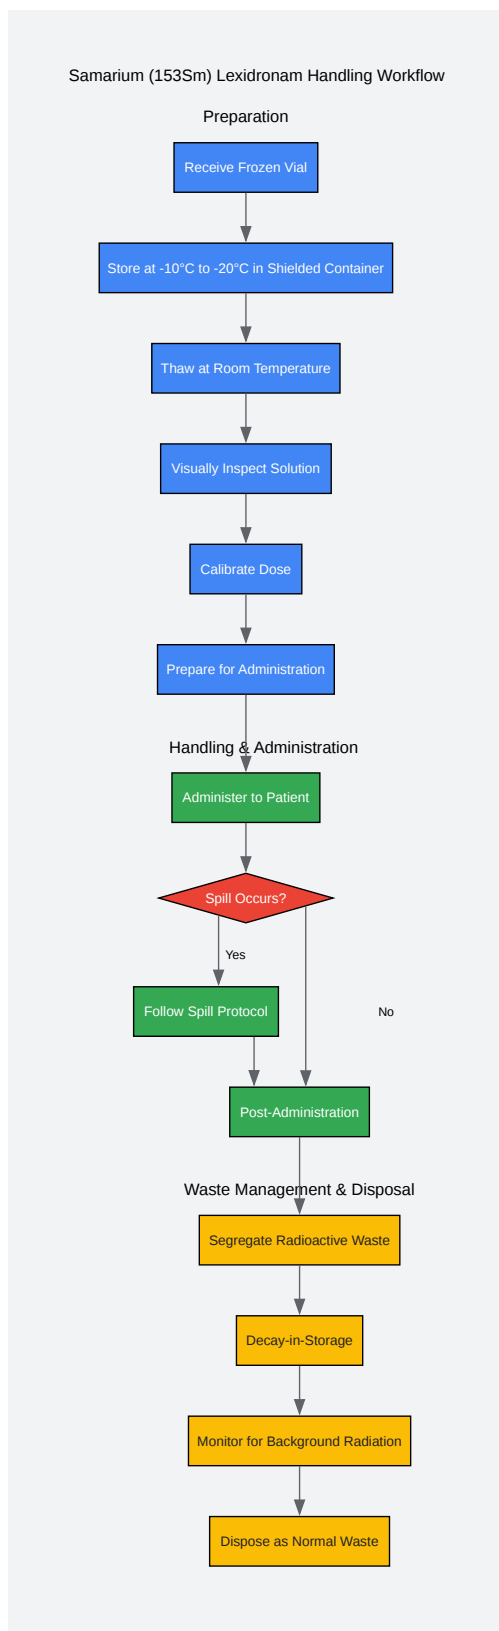 Samarium (153Sm) Lexidronam Handling Workflow
Preparation
Receive Frozen Vial
Store at -10°C to -20°C in Shielded Container
Thaw at Room Temperature
Visually Inspect Solution
Calibrate Dose
Prepare for Administration
Handling & Administration
Administer to Patient
Spill Occurs?
Yes
Follow Spill Protocol
No
Post-Administration
Waste Management & Disposal
Segregate Radioactive Waste
Decay-in-Storage
Monitor for Background Radiation
Dispose as Normal Waste